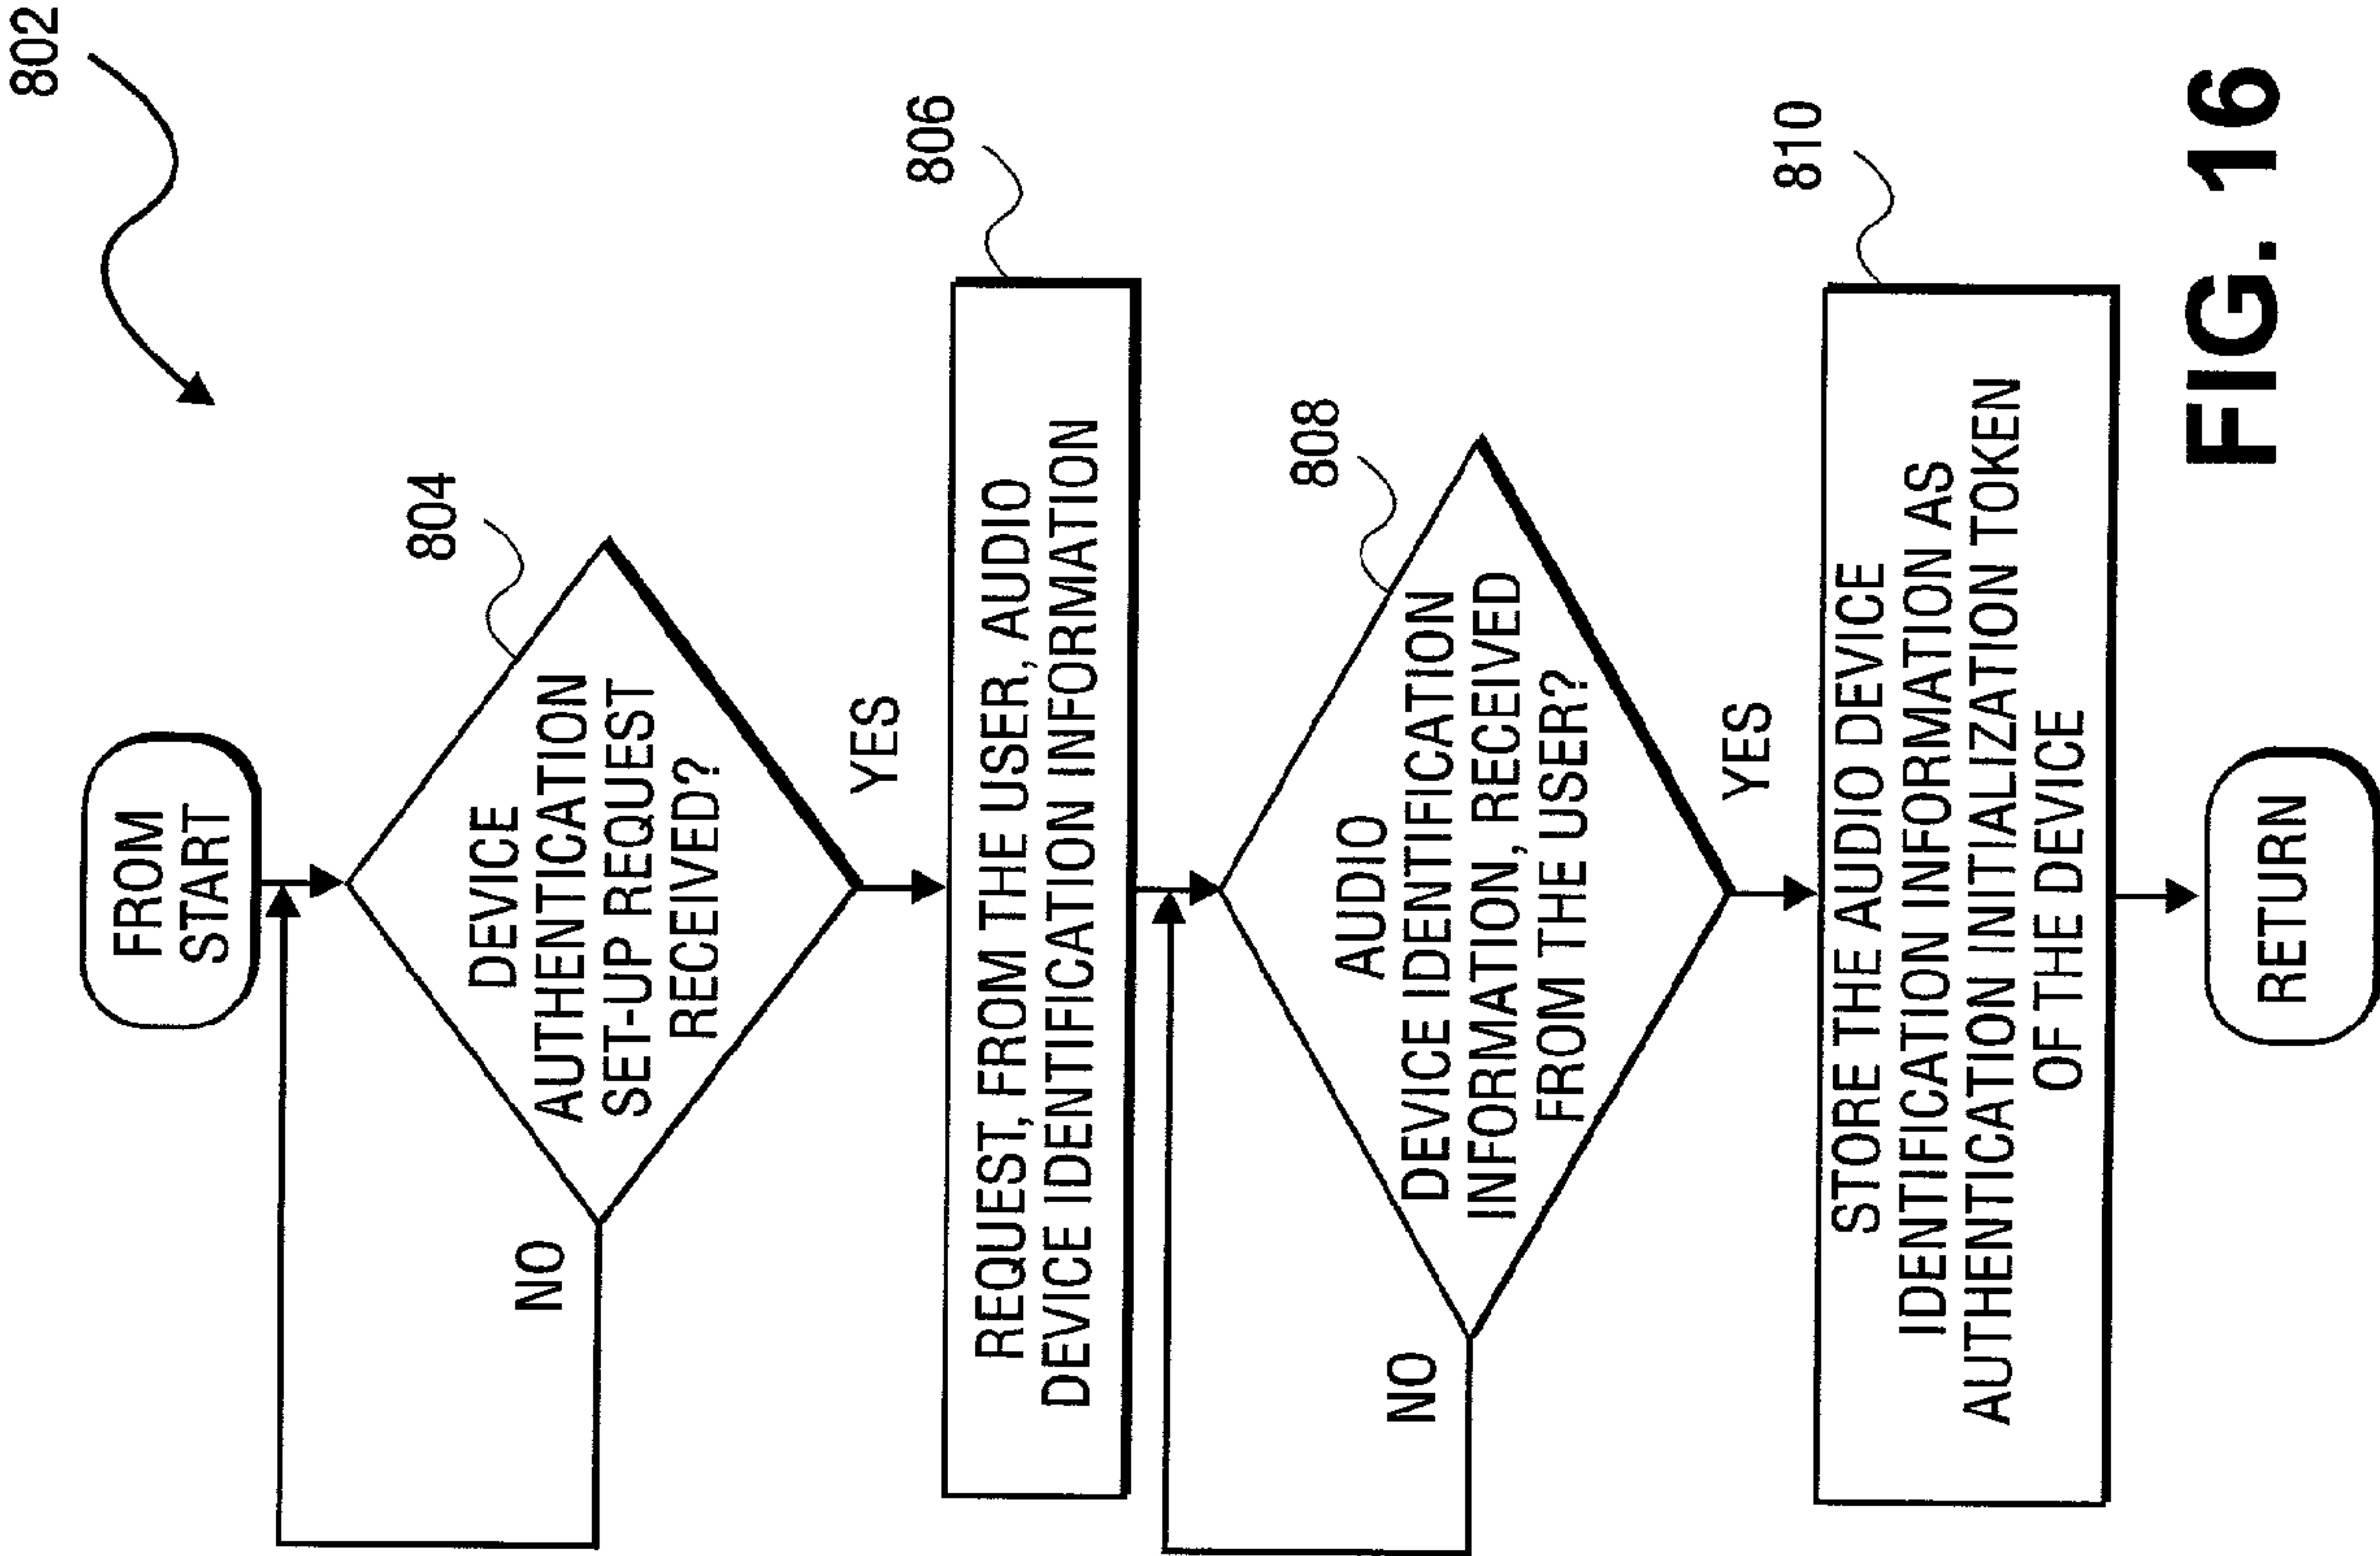 802
FROM
START
804
DEVICE
AUTHENTICATION
SET-UP REQUEST
RECEIVED?
NO
YES
806
REQUEST, FROM THE USER, AUDIO
DEVICE IDENTIFICATION INFORMATION
808
AUDIO
DEVICE IDENTIFICATION
INFORMATION, RECEIVED
FROM THE USER?
NO
YES
810
STORE THE AUDIO DEVICE
IDENTIFICATION INFORMATION AS
AUTHENTICATION INITIALIZATION TOKEN
OF THE DEVICE
RETURN
FIG. 16